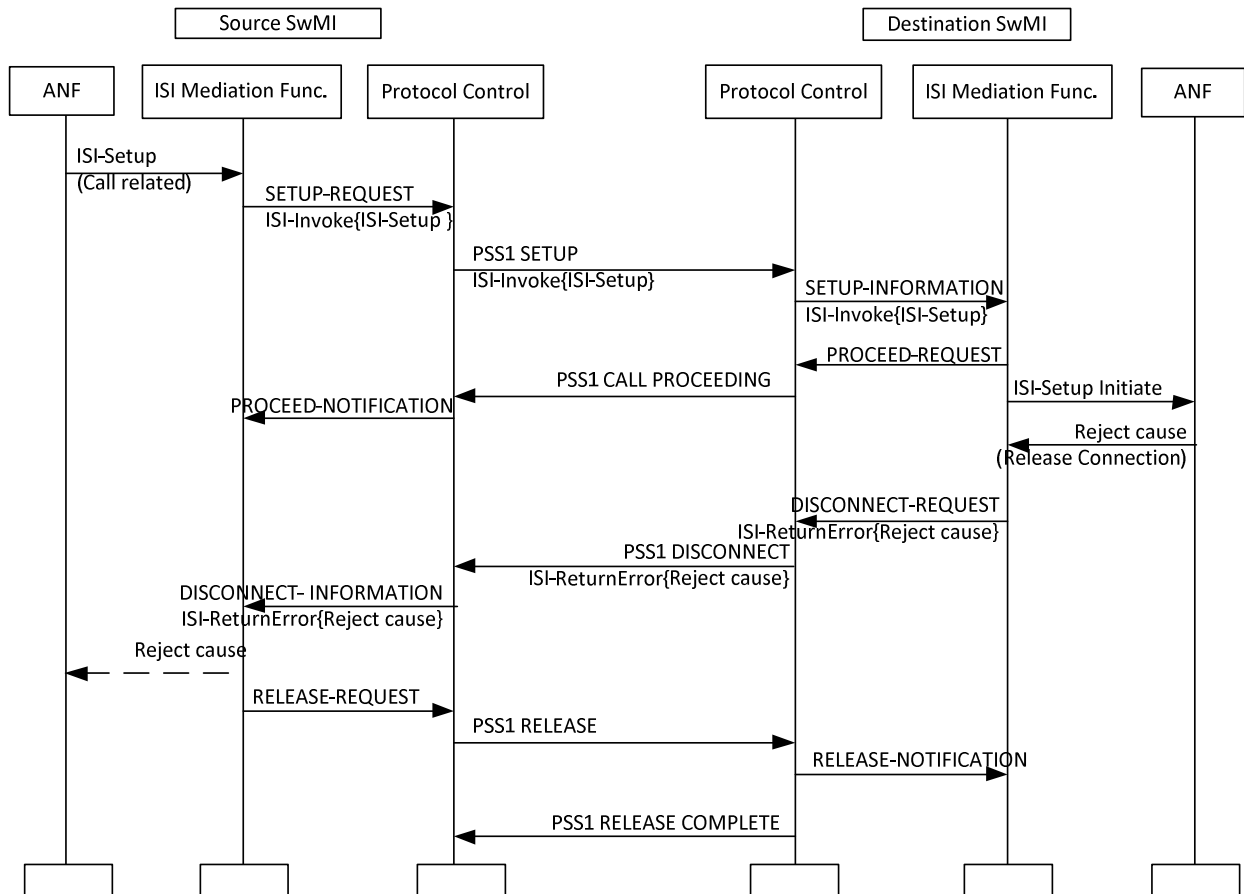 Source SwMI
Destination SwMI
ANF
ISI Mediation Func.
Protocol Control
Protocol Control
ISI Mediation Func.
ANF
ISI-Setup
(Call related)
SETUP-REQUEST
ISI-Invoke{ISI-Setup }
PSS1 SETUP
ISI-Invoke{ISI-Setup}
SETUP-INFORMATION
ISI-Invoke{ISI-Setup}
PROCEED-REQUEST
PSS1 CALL PROCEEDING
PROCEED-NOTIFICATION
ISI-Setup Initiate
Reject cause
(Release Connection)
DISCONNECT-REQUEST
ISI-ReturnError{Reject cause}
PSS1 DISCONNECT
ISI-ReturnError{Reject cause}
DISCONNECT- INFORMATION
ISI-ReturnError{Reject cause}
Reject cause
RELEASE-REQUEST
PSS1 RELEASE
RELEASE-NOTIFICATION
PSS1 RELEASE COMPLETE